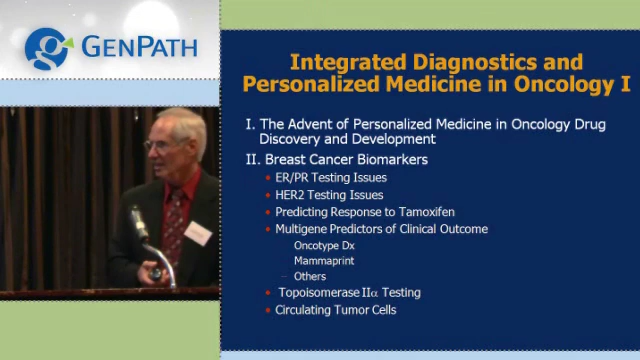 GENPATH
Integrated Diagnostics and
Personalized Medicine in Oncology I
I. The Advent of Personalized Medicine in Oncology Drug
Discovery and Development
II. Breast Cancer Biomarkers
• ER/PR Testing Issues
• HER2 Testing Issues
• Predicting Response to Tamoxifen
• Multigene Predictors of Clinical Outcome
Oncotype Dx
Mammaprint
– Others
• Topoisomerase IIα Testing
• Circulating Tumor Cells